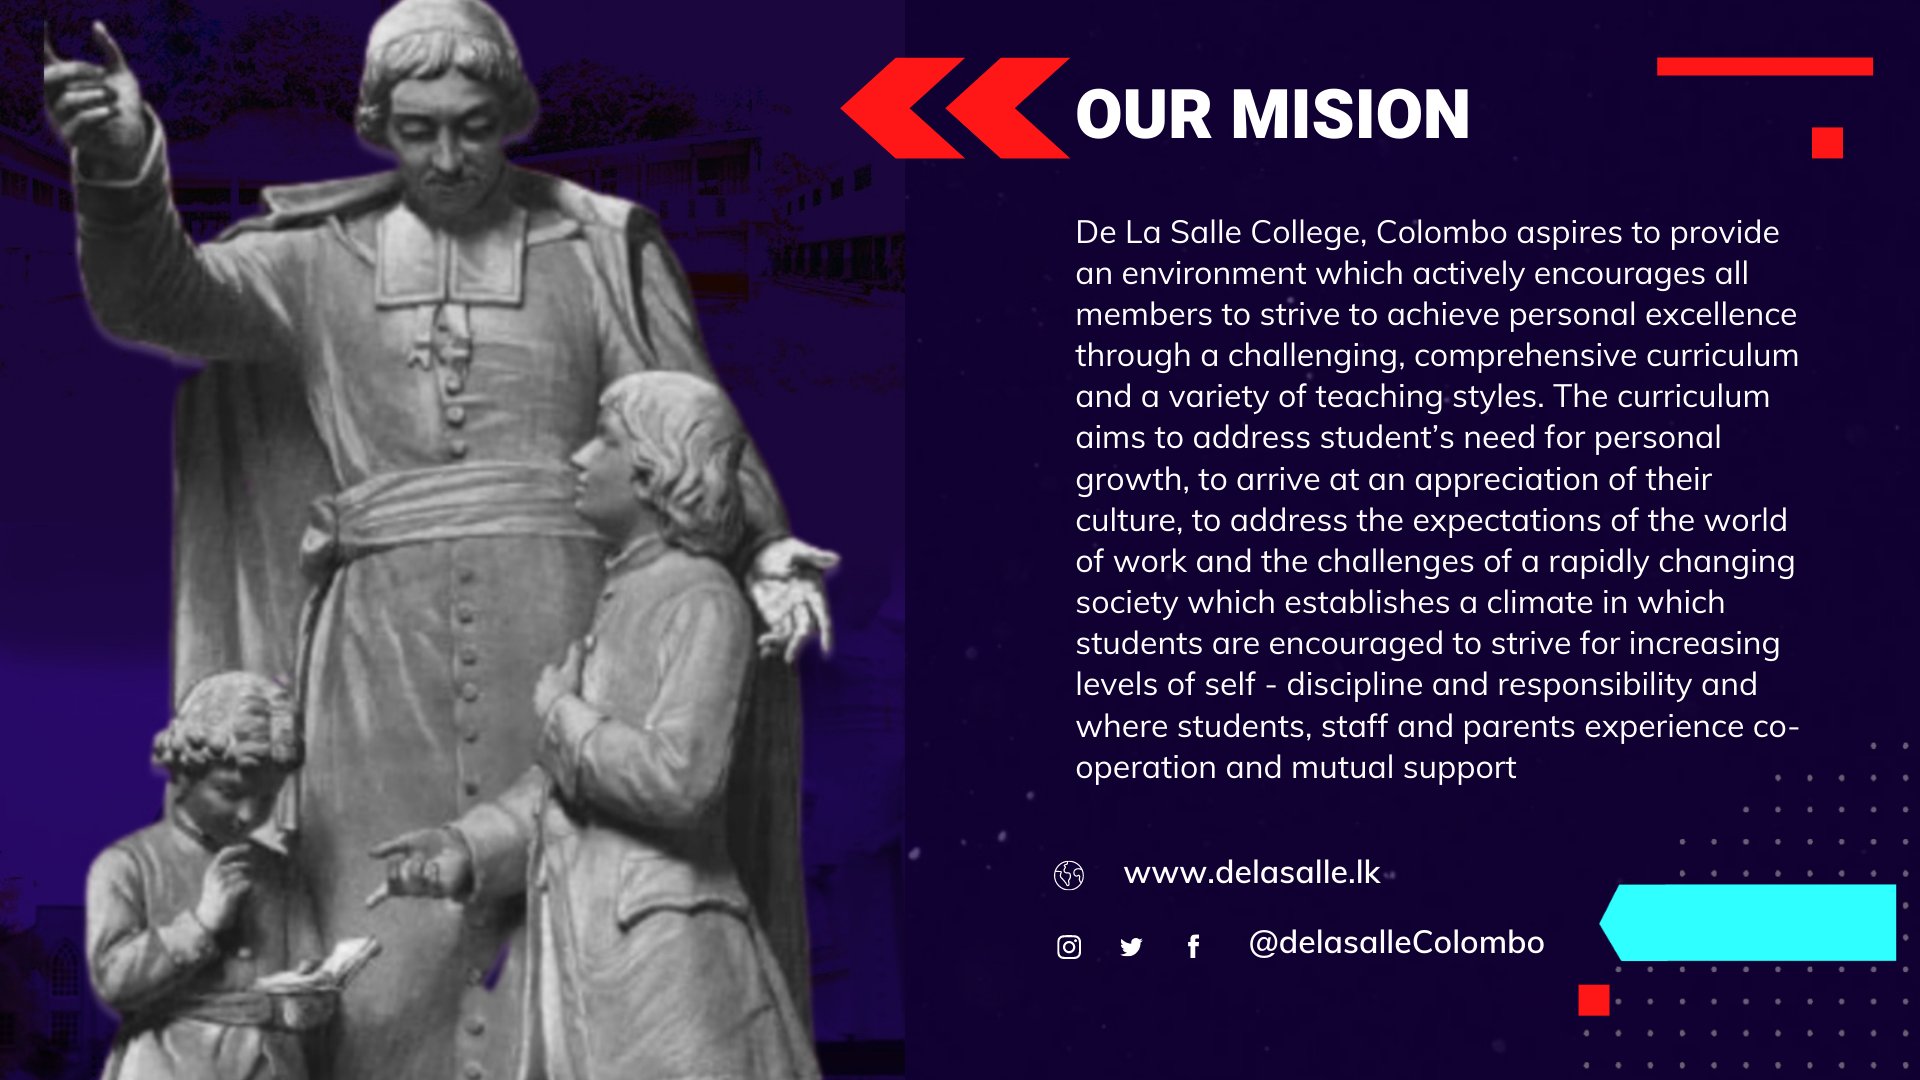 OUR MISION
De La Salle College, Colombo aspires to provide
an environment which actively encourages all
members to strive to achieve personal excellence
through a challenging, comprehensive curriculum
and a variety of teaching styles. The curriculum
aims to address student’s need for personal
growth, to arrive at an appreciation of their
culture, to address the expectations of the world
of work and the challenges of a rapidly changing
society which establishes a climate in which
students are encouraged to strive for increasing
levels of self - discipline and responsibility and
where students, staff and parents experience co-
operation and mutual support
www.delasalle.lk
@delasalleColombo